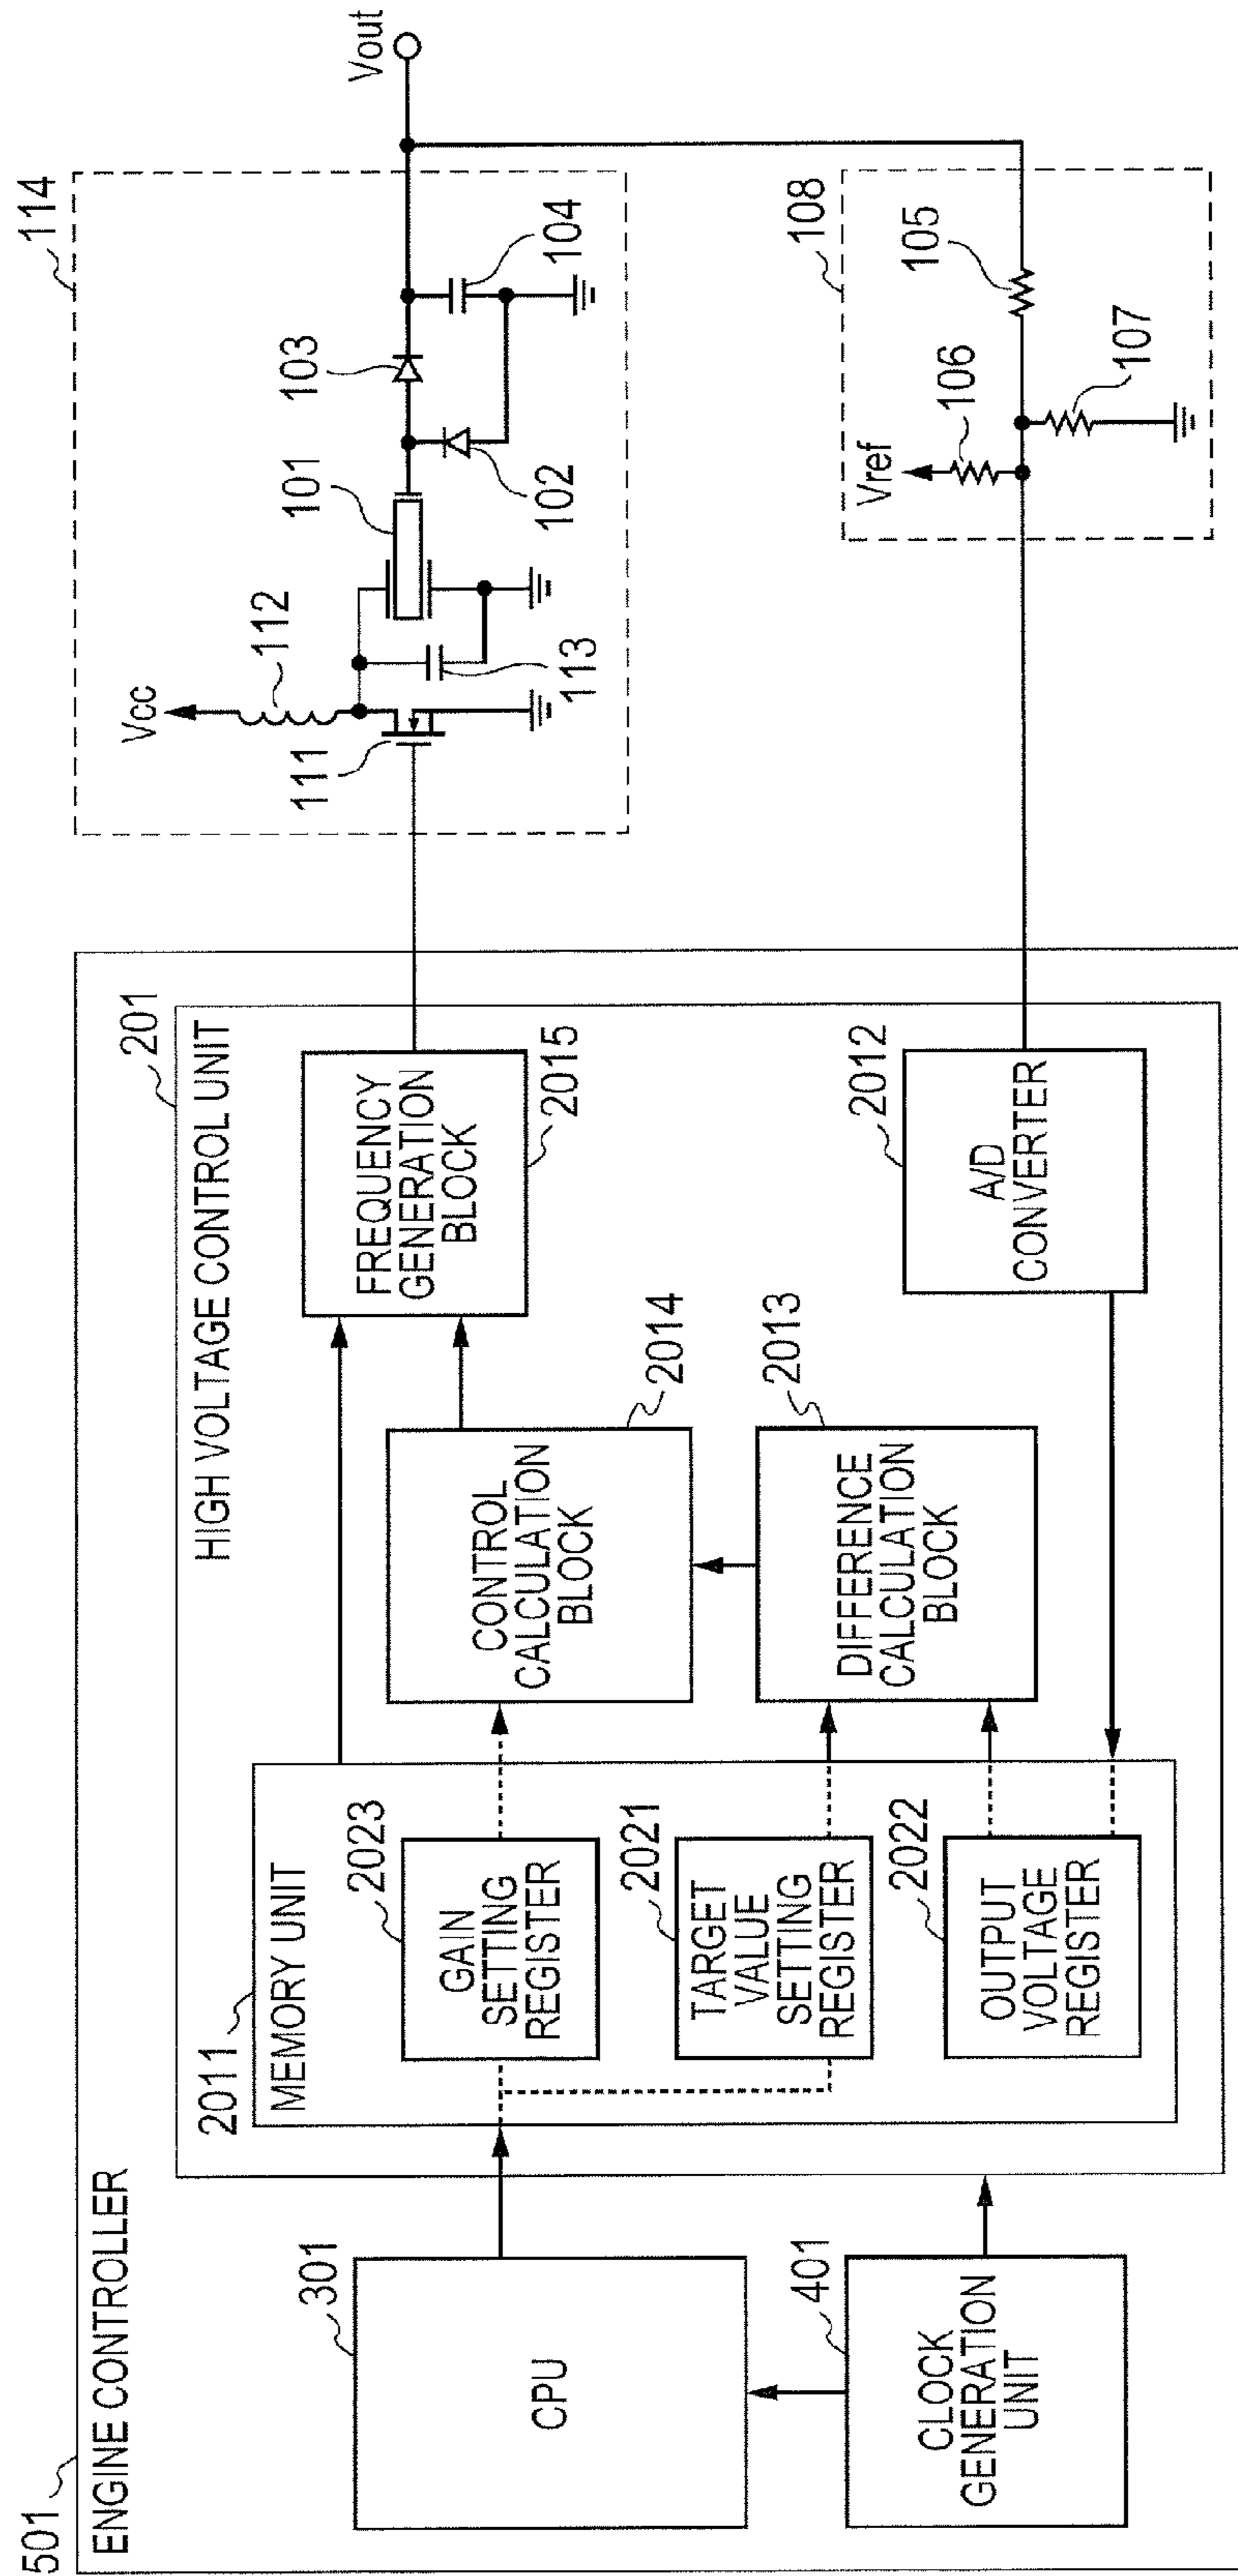 501
ENGINE CONTROLLER
301
CPU
401
CLOCK
GENERATION
UNIT
201
HIGH VOLTAGE CONTROL UNIT
2011
MEMORY UNIT
2023
GAIN
SETTING
REGISTER
2021
TARGET
VALUE
SETTING
REGISTER
2022
OUTPUT
VOLTAGE
REGISTER
CONTROL
CALCULATION
BLOCK
2014
DIFFERENCE
CALCULATION
BLOCK
2013
FREQUENCY
GENERATION
BLOCK
2015
A/D
CONVERTER
2012
114
Vcc
112
111
113
101
102
103
104
Vout
108
Vref
106
107
105